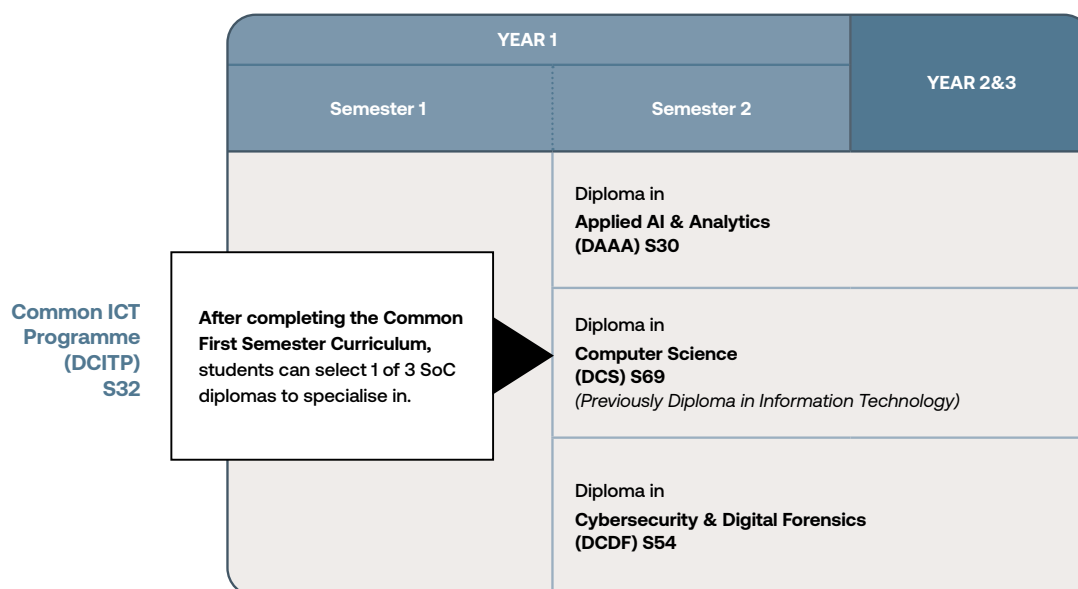 YEAR 1
YEAR 2&3
Semester 1
Semester 2
Common ICT
Programme
(DCITP)
S32
After completing the Common
First Semester Curriculum,
students can select 1 of 3 SoC
diplomas to specialise in.
Diploma in
Applied AI & Analytics
(DAAA) S30
Diploma in
Computer Science
(DCS) S69
(Previously Diploma in Information Technology)
Diploma in
Cybersecurity & Digital Forensics
(DCDF) S54